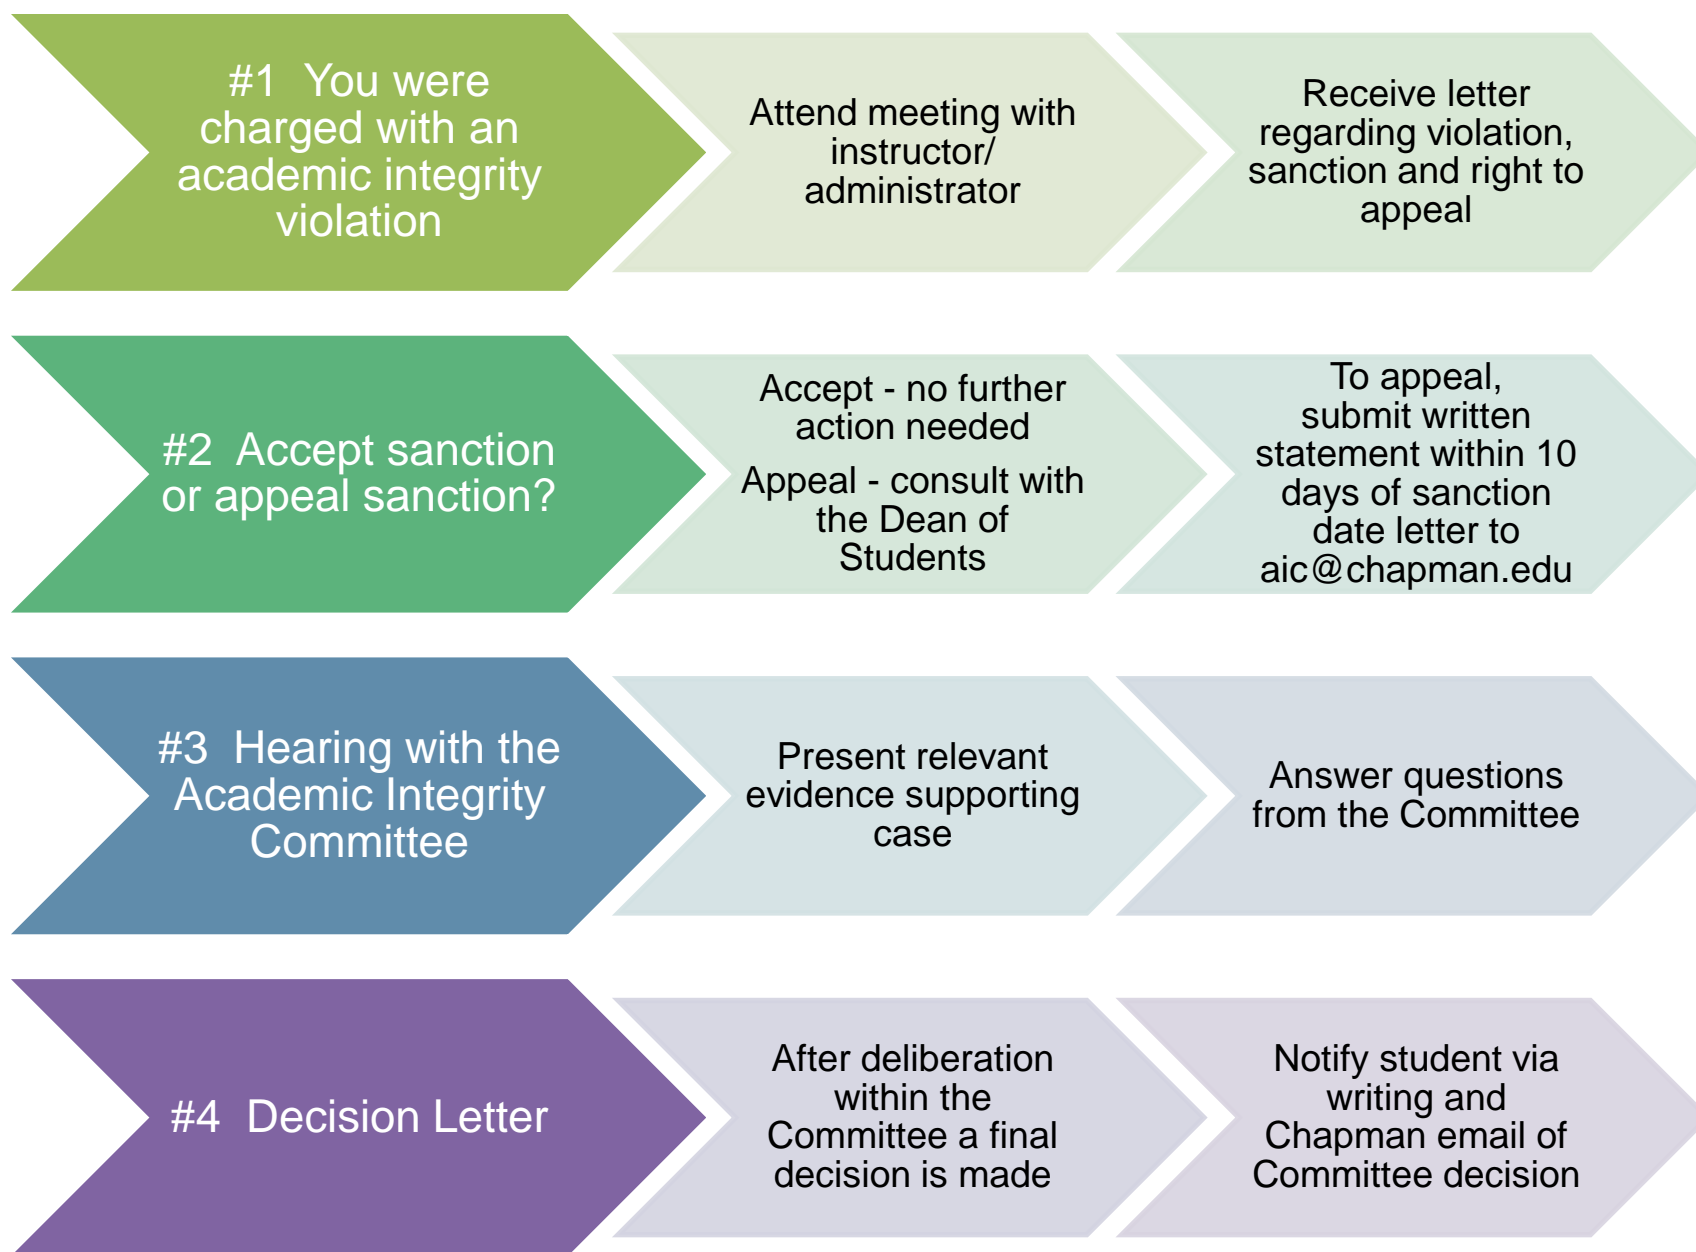 #1  You were
charged with an
academic integrity
violation
Attend meeting with
instructor/
administrator
Receive letter
regarding violation,
sanction and right to
appeal
#2  Accept sanction
or appeal sanction?
Accept - no further
action needed
Appeal - consult with
the Dean of
Students
To appeal,
submit written
statement within 10
days of sanction
date letter to
aic@chapman.edu
#3  Hearing with the
Academic Integrity
Committee
Present relevant
evidence supporting
case
Answer questions
from the Committee
#4  Decision Letter
After deliberation
within the
Committee a final
decision is made
Notify student via
writing and
Chapman email of
Committee decision